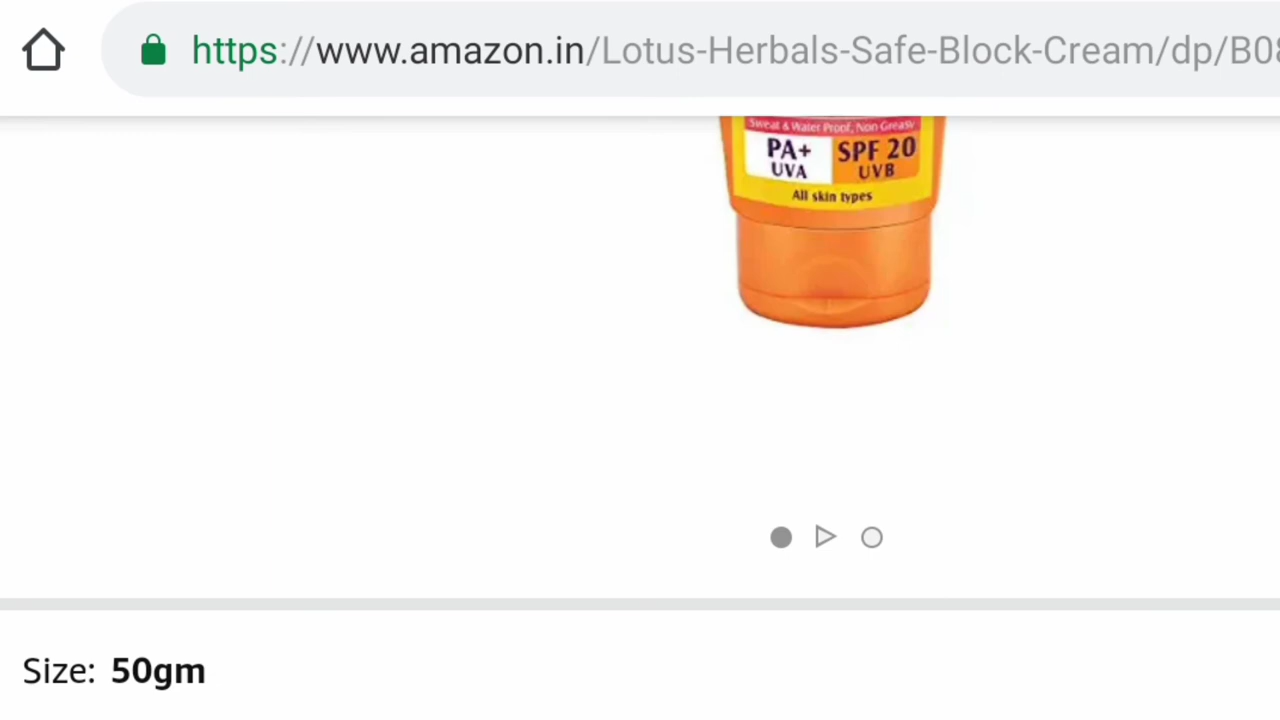 https://www.amazon.in/Lotus-Herbals-Safe-Block-Cream/dp/B08
Sweat & Water Proof, Non Greasy
PA+ SPF 20
UVA UVB
All skin types
Size: 50gm